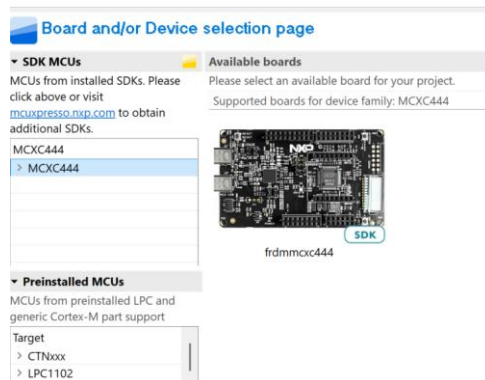 Board and/or Device selection page
SDK MCUs
MCUs from installed SDKs. Please
click above or visit
mcuxpresso.nxp.com to obtain
additional SDKs.
MCXC444
MCXC444
Preinstalled MCUs
MCUs from preinstalled LPC and
generic Cortex-M part support
Target
CTNxxx
LPC1102
Available boards
Please select an available board for your project.
Supported boards for device family: MCXC444
NXP
SDK
frdmmcxc444